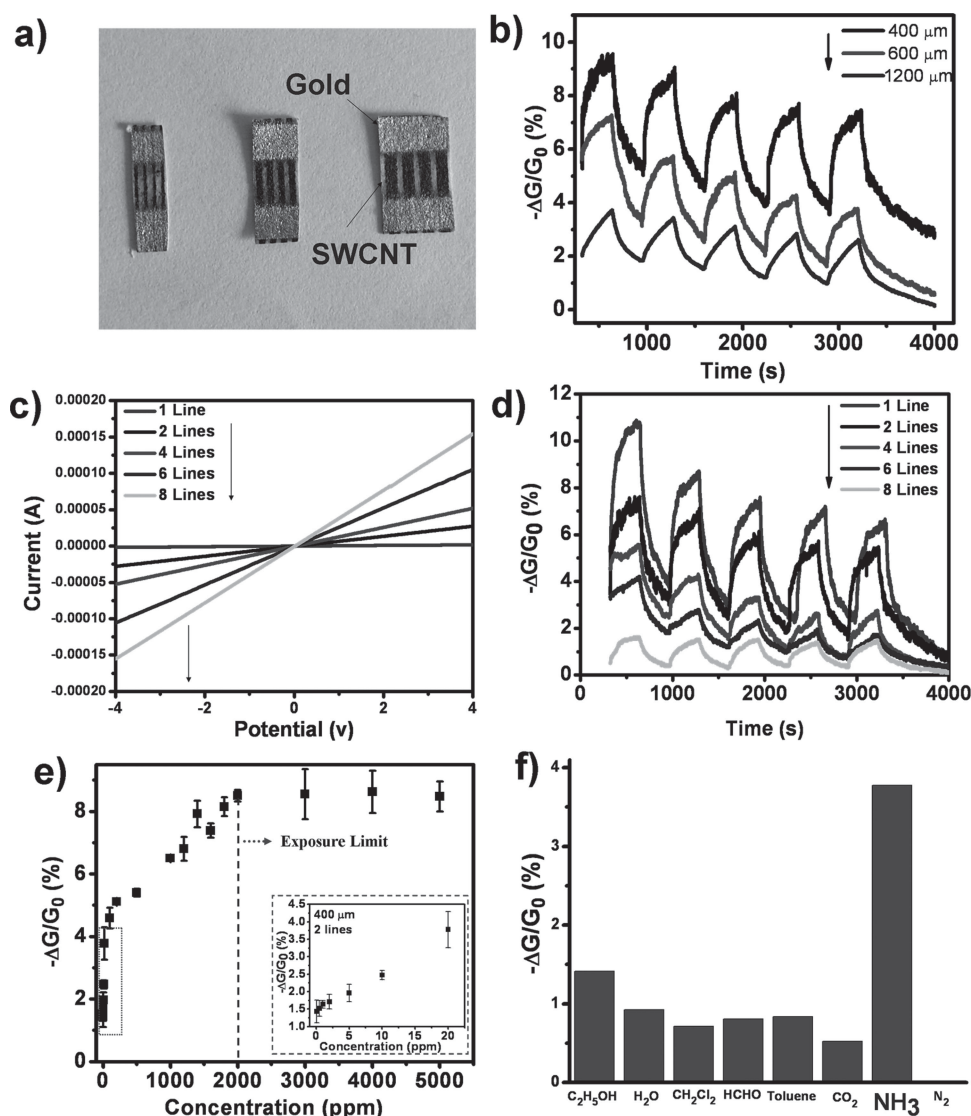 a)
Gold
SWCNT
b)
-ΔG/G₀ (%)
10
8
6
4
2
0
400 μm
600 μm
1200 μm
1000 2000 3000 4000
Time (s)
c)
Current (A)
0.00020
0.00015
0.00010
0.00005
0.00000
-0.00005
-0.00010
-0.00015
-0.00020
1 Line
2 Lines
4 Lines
6 Lines
8 Lines
-4 -2 0 2 4
Potential (v)
d)
-ΔG/G₀ (%)
12
10
8
6
4
2
0
1 Line
2 Lines
4 Lines
6 Lines
8 Lines
0 1000 2000 3000 4000
Time (s)
e)
-ΔG/G₀ (%)
8
6
4
2
0
Exposure Limit
-ΔG/G₀ (%)
4.5
4.0
3.5
3.0
2.5
2.0
1.5
1.0
400 μm
2 lines
0 5 10 15 20
Concentration (ppm)
0 1000 2000 3000 4000 5000
Concentration (ppm)
f)
-ΔG/G₀ (%)
4
3
2
1
0
C₂H₅OH H₂O CH₂Cl₂ HCHO Toluene CO₂ NH₃ N₂